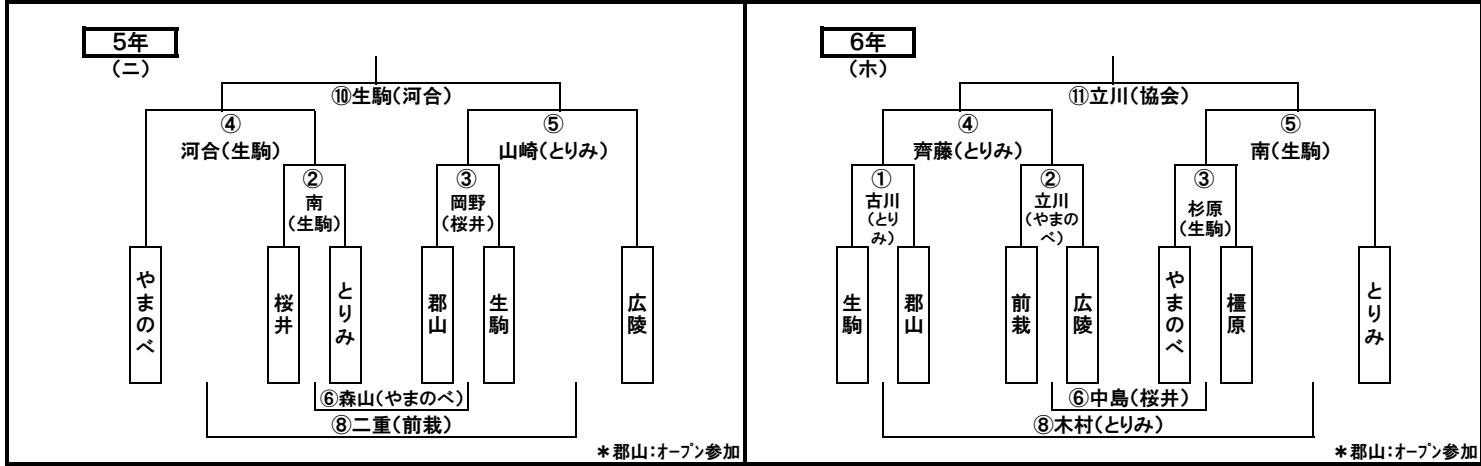 5年
(ニ)
⑩生駒(河合)
④
河合(生駒)
⑤
山崎(とりみ)
②
南
(生駒)
③
岡野
(桜井)
やまのべ
桜井
とりみ
郡山
生駒
広陵
⑥森山(やまのべ)
⑧二重(前栽)
*郡山:オープン参加
6年
(ホ)
⑪立川(協会)
④
齊藤(とりみ)
⑤
南(生駒)
①
古川
(とり
み)
②
立川
(やまの
べ)
③
杉原
(生駒)
生駒
郡山
前栽
広陵
やまのべ
橿原
とりみ
⑥中島(桜井)
⑧木村(とりみ)
*郡山:オープン参加